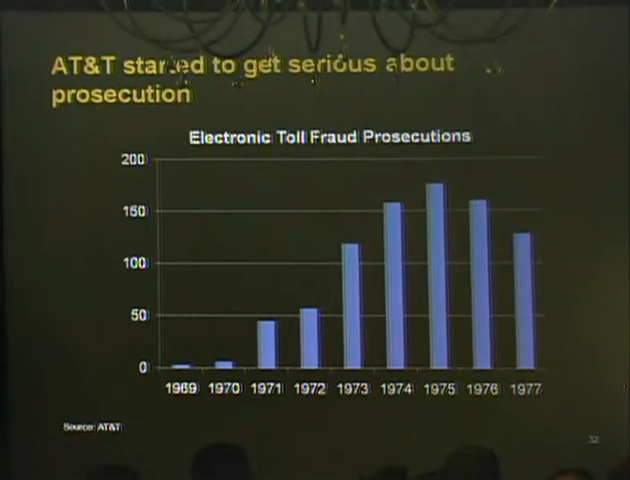 AT&T started to get serious about
prosecution
Electronic Toll Fraud Prosecutions
200
150
100
50
0
1969 1970 1971 1972 1973 1974 1975 1976 1977
Source: AT&T
32